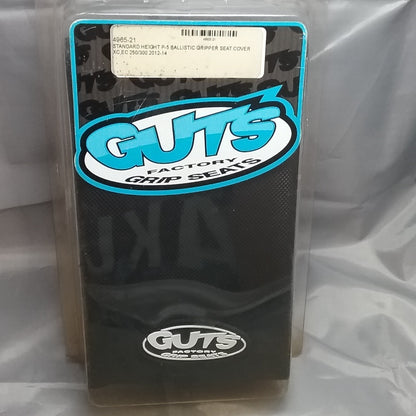 4965-21
STANDARD HEIGHT P-5 BALLISTIC GRIPPER SEAT COVER
XC,EC 250/300 2012-14
GUTS
FACTORY
GRIP SEATS
GUTS
FACTORY
GRIP SEATS